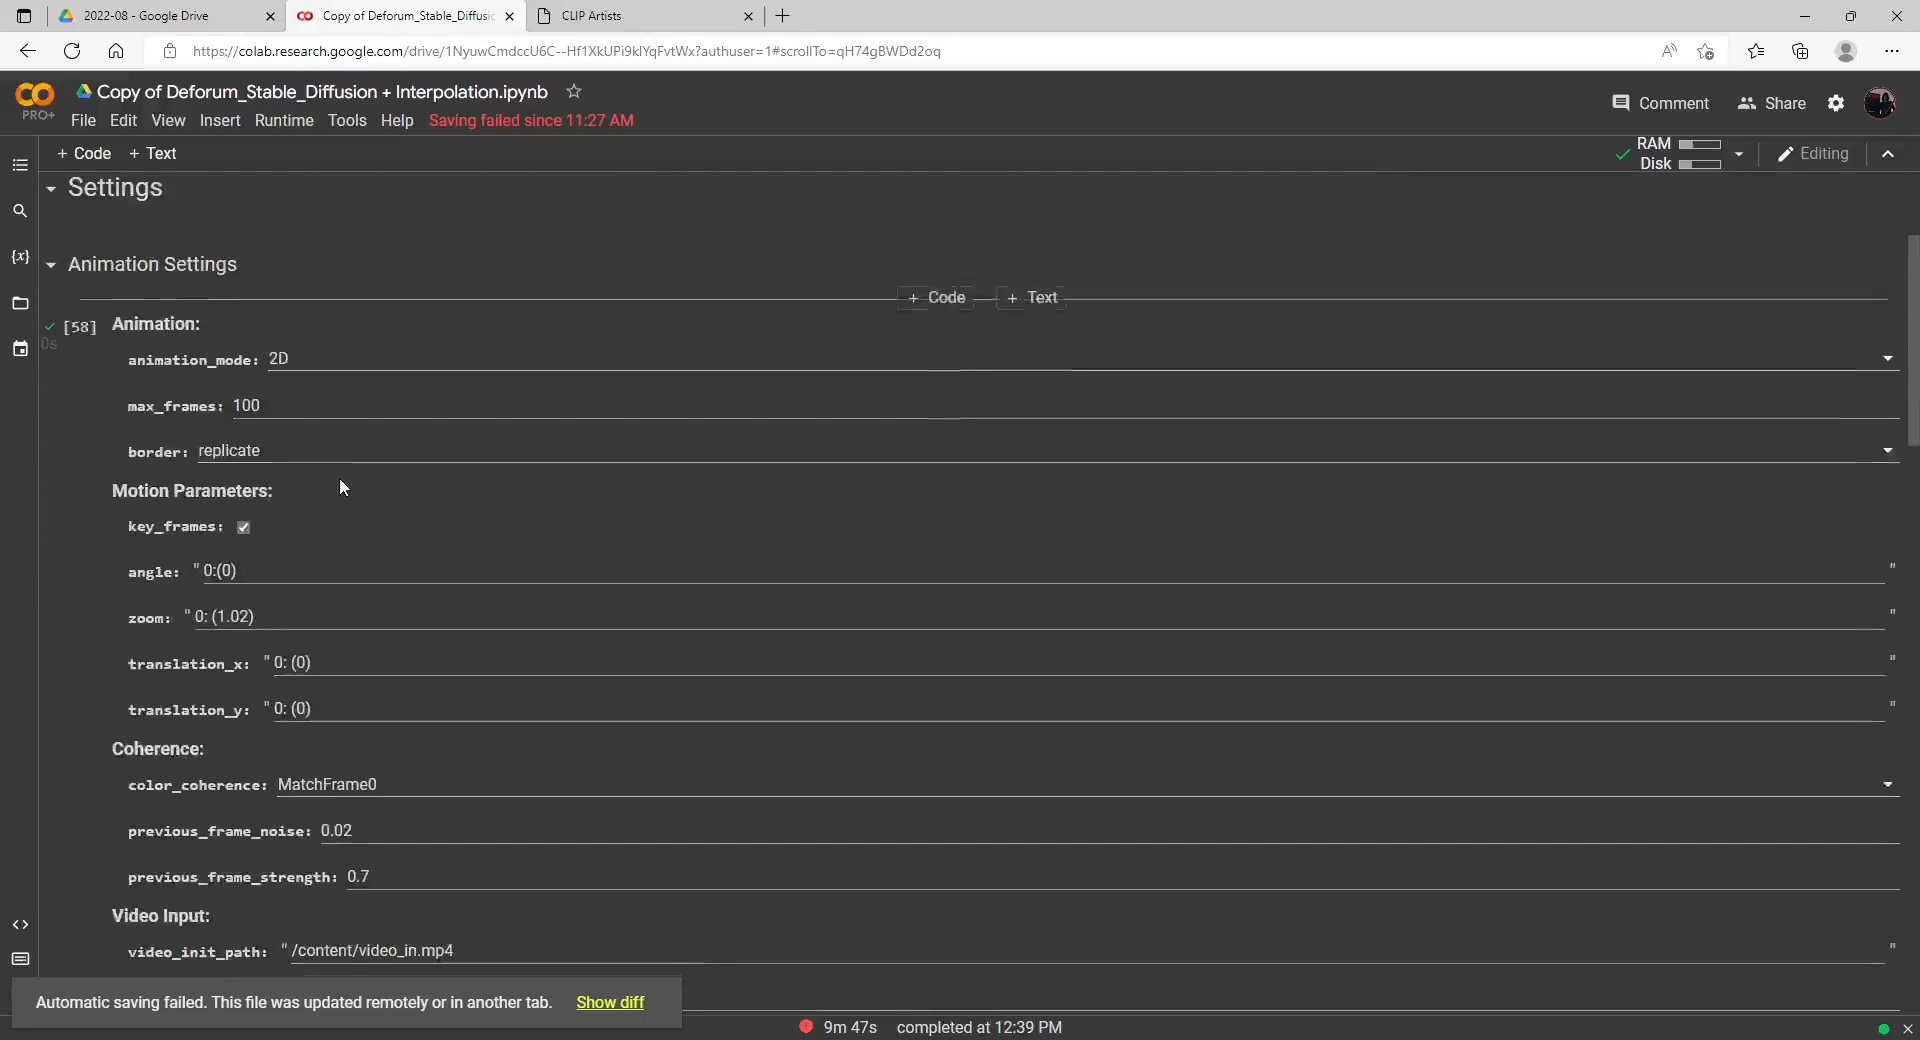 2022-08 - Google Drive
Copy of Deforum_Stable_Diffusic
CLIP Artists
https://colab.research.google.com/drive/1NyuwCmdccU6C--Hf1XkUPi9klYqFvtWx?authuser=1#scrollTo=qH74gBWDd2oq
CO
PRO+
Copy of Deforum_Stable_Diffusion + Interpolation.ipynb
File Edit View Insert Runtime Tools Help Saving failed since 11:27 AM
Comment
Share
+ Code + Text
RAM
Disk
Editing
Settings
{x}
Animation Settings
+ Code + Text
[58]
0s
Animation:
animation_mode: 2D
max_frames: 100
border: replicate
Motion Parameters:
key_frames:
angle: " 0:(0) "
zoom: " 0: (1.02) "
translation_x: " 0: (0) "
translation_y: " 0: (0) "
Coherence:
color_coherence: MatchFrame0
previous_frame_noise: 0.02
previous_frame_strength: 0.7
Video Input:
video_init_path: " /content/video_in.mp4 "
Automatic saving failed. This file was updated remotely or in another tab. Show diff
9m 47s completed at 12:39 PM